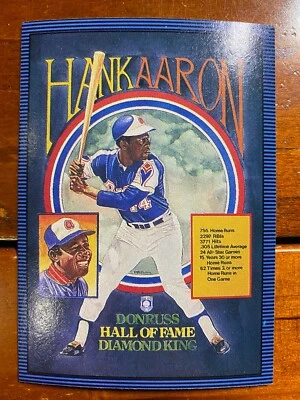 HANK AARON
44
755 Home Runs
2297 RBIs
3771 Hits
.305 Lifetime Average
24 All-Star Games
15 Years 30 or more
Home Runs
62 Times 2 or more
Home Runs in
One Game
DONRUSS
HALL OF FAME
DIAMOND KING